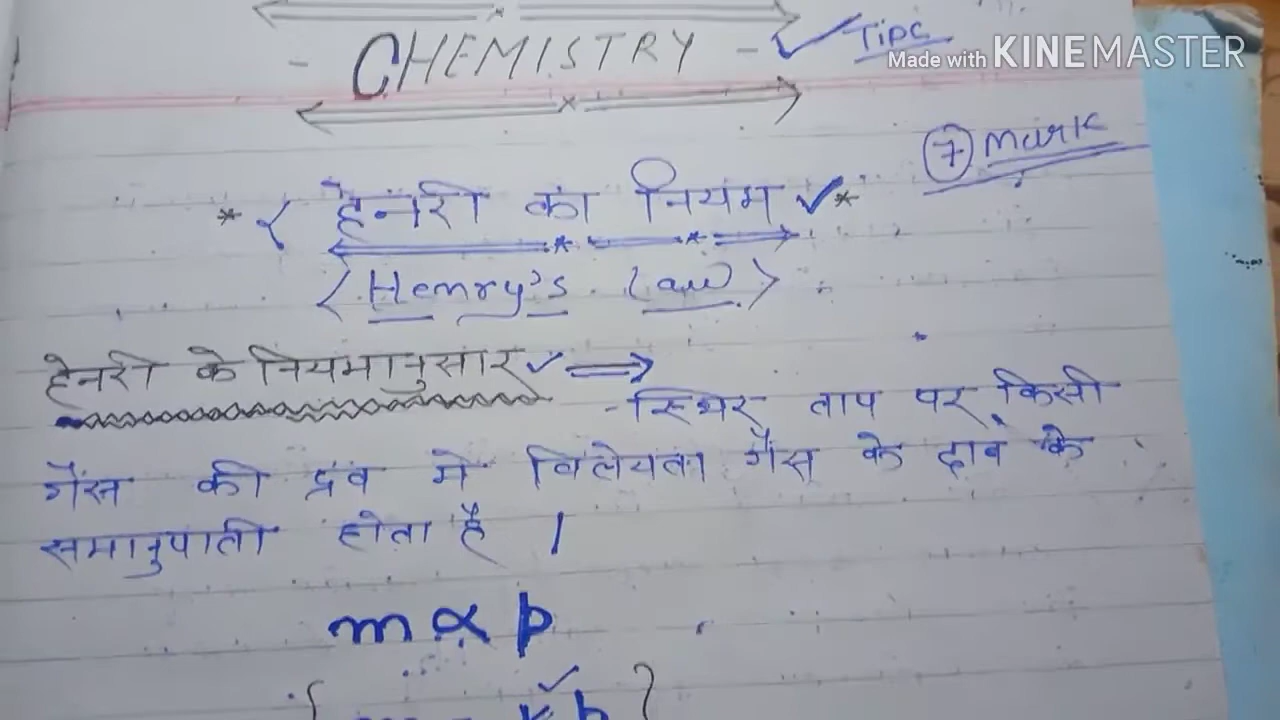 CHEMISTRY - Tips
Made with KINEMASTER
7 mark
* हैनरी का नियम *
Henry's Law
हेनरी के नियमानुसार ⇒
- स्थिर ताप पर किसी
गैस की द्रव मे विलेयता गैस के दाब के
समानुपाती होता है ।
m ∝ p